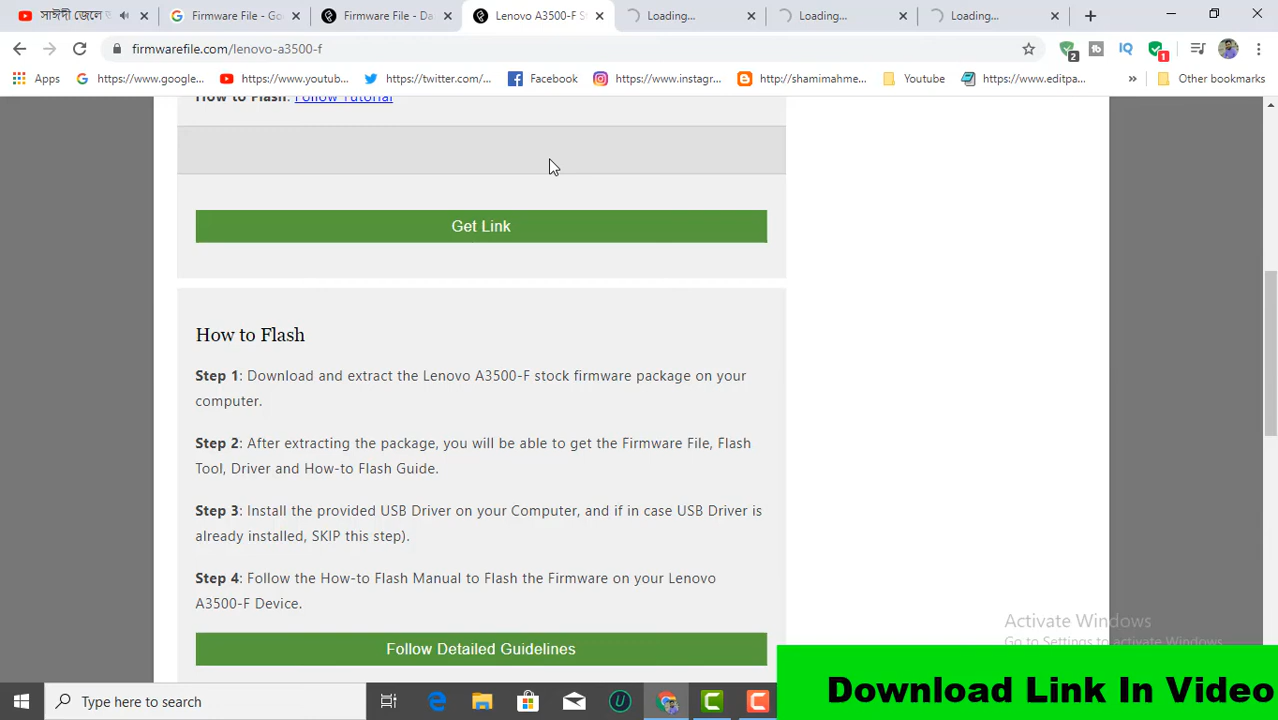 সাঈদী জেলে জ
Firmware File - Go
Firmware File - Da
Lenovo A3500-F St
Loading...
Loading...
Loading...
firmwarefile.com/lenovo-a3500-f
2
IQ
1
Apps
https://www.google...
https://www.youtub...
https://twitter.com/...
Facebook
https://www.instagr...
http://shamimahme...
Youtube
https://www.editpa...
»
Other bookmarks
How to Flash: Follow Tutorial
Get Link
How to Flash
Step 1: Download and extract the Lenovo A3500-F stock firmware package on your
computer.
Step 2: After extracting the package, you will be able to get the Firmware File, Flash
Tool, Driver and How-to Flash Guide.
Step 3: Install the provided USB Driver on your Computer, and if in case USB Driver is
already installed, SKIP this step).
Step 4: Follow the How-to Flash Manual to Flash the Firmware on your Lenovo
A3500-F Device.
Follow Detailed Guidelines
Activate Windows
Go to Settings to activate Windows.
Download Link In Video
Type here to search